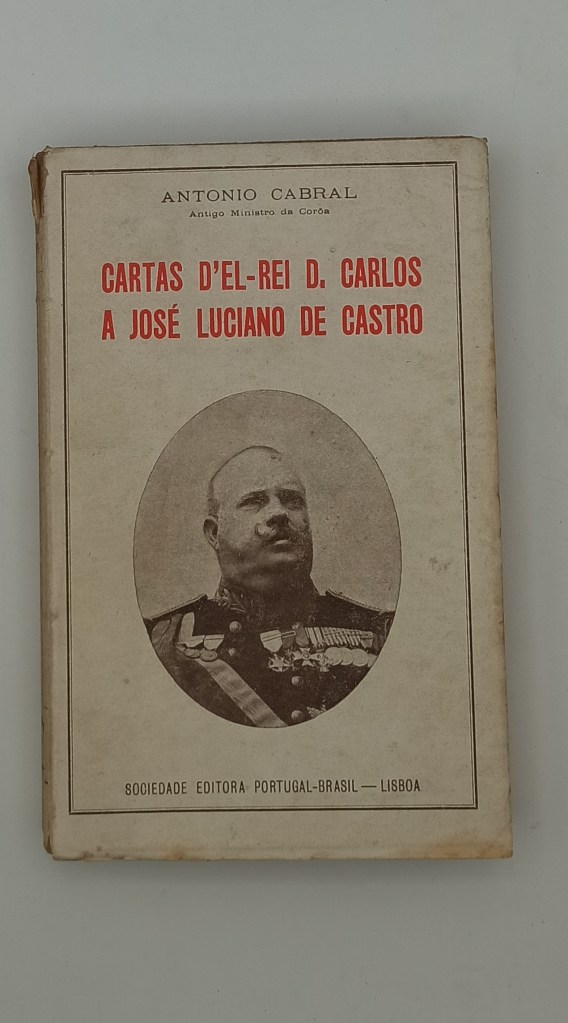 ANTONIO CABRAL
Antigo Ministro da Corôa
CARTAS D'EL-REI D. CARLOS
A JOSÉ LUCIANO DE CASTRO
SOCIEDADE EDITORA PORTUGAL-BRASIL — LISBOA